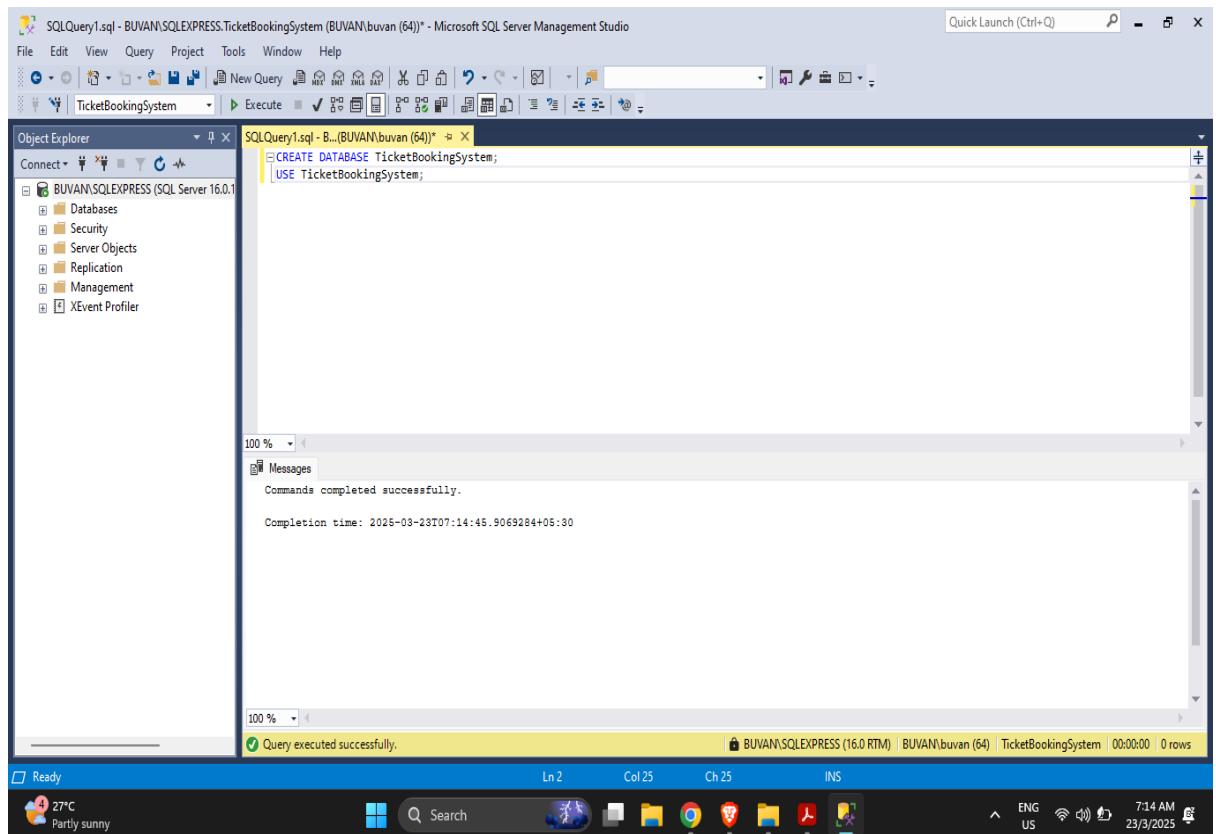 SQLQuery1.sql - BUVAN\SQLEXPRESS.TicketBookingSystem (BUVAN\buvan (64))* - Microsoft SQL Server Management Studio
Quick Launch (Ctrl+Q)
File Edit View Query Project Tools Window Help
New Query MDX DMX XMLA DAX
TicketBookingSystem Execute
Object Explorer
SQLQuery1.sql - B...(BUVAN\buvan (64))*
Connect
CREATE DATABASE TicketBookingSystem;
USE TicketBookingSystem;
BUVAN\SQLEXPRESS (SQL Server 16.0.1
Databases
Security
Server Objects
Replication
Management
XEvent Profiler
100 %
Messages
Commands completed successfully.
Completion time: 2025-03-23T07:14:45.9069284+05:30
100 %
Query executed successfully.
BUVAN\SQLEXPRESS (16.0 RTM) BUVAN\buvan (64) TicketBookingSystem 00:00:00 0 rows
Ready Ln 2 Col 25 Ch 25 INS
4
27°C
Partly sunny
Search
ENG
US
7:14 AM
23/3/2025